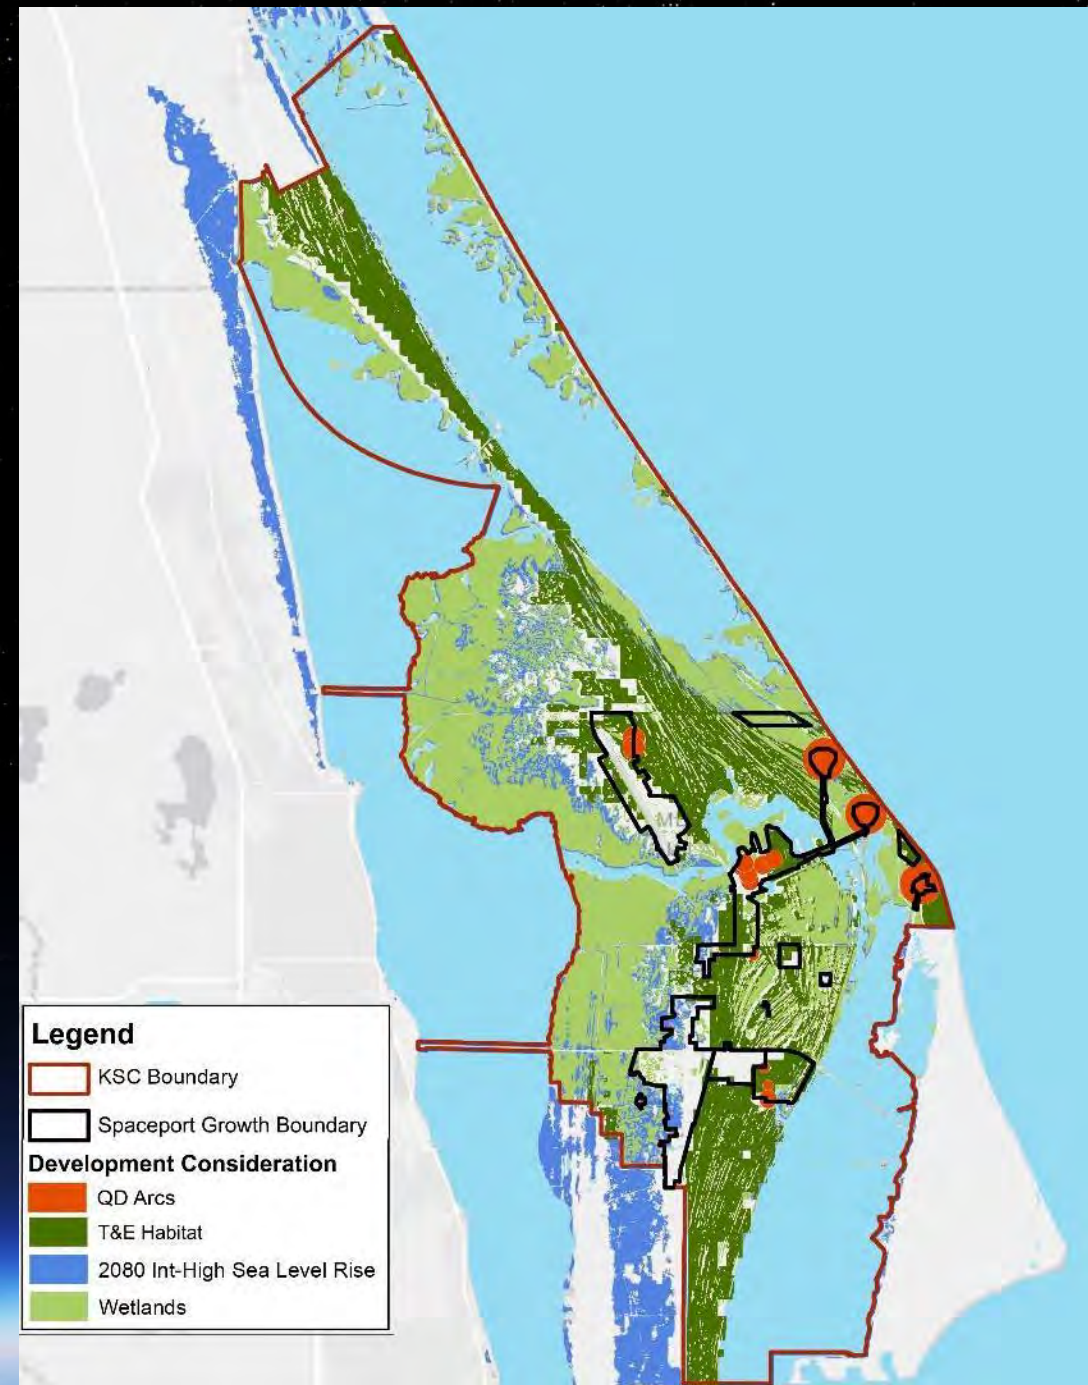 Legend
KSC Boundary
Spaceport Growth Boundary
Development Consideration
QD Arcs
T&E Habitat
2080 Int-High Sea Level Rise
Wetlands